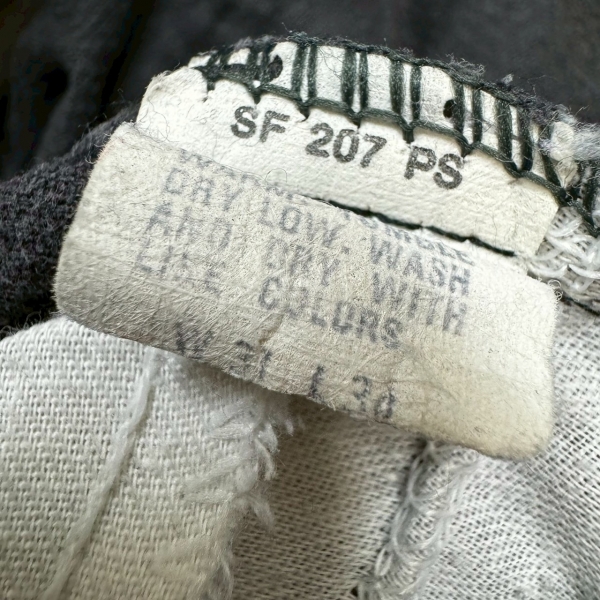 SF 207 PS
DRY LOW. WASH
AND DRY WITH
LIKE COLORS
W 31 L 30